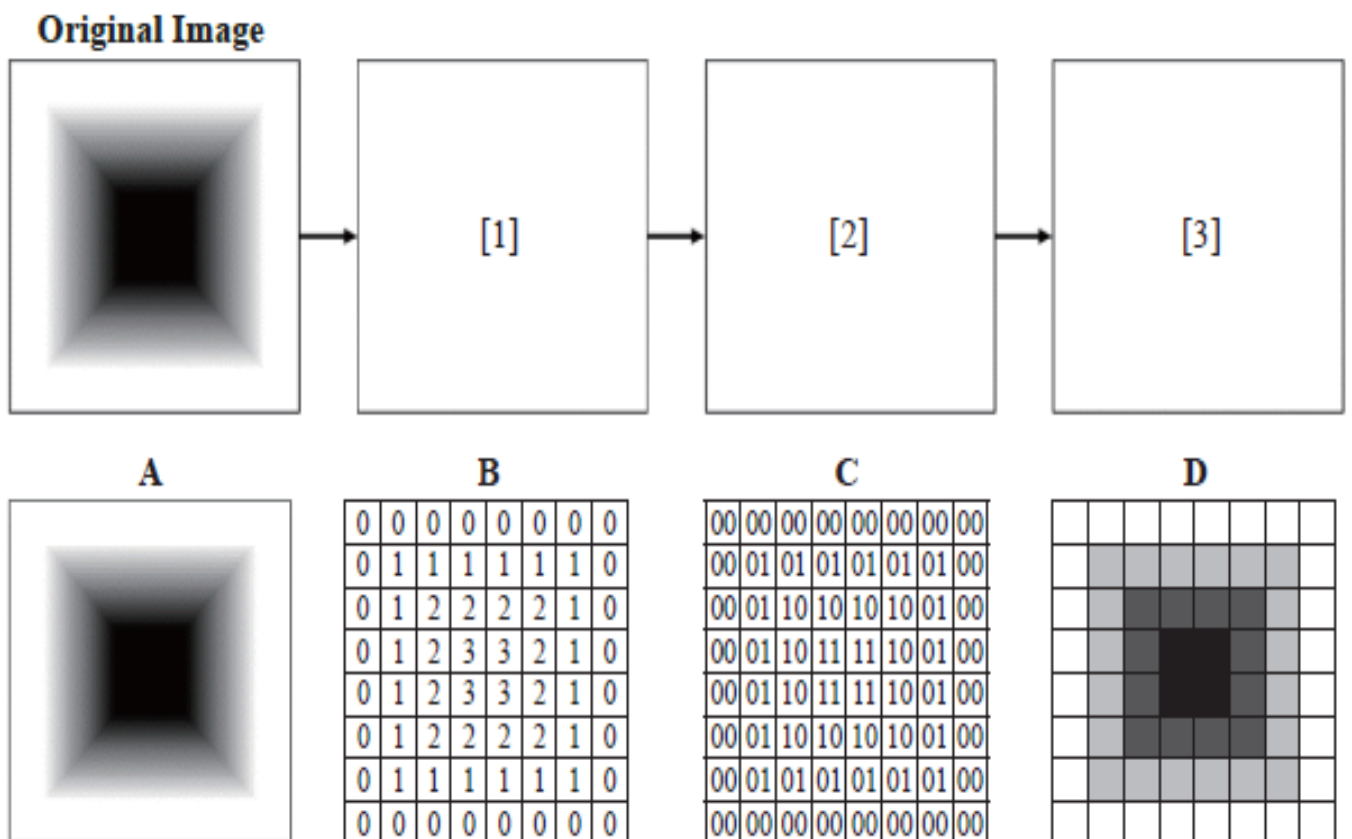 Original Image
[1] [2] [3]
A B C D
0 0 0 0 0 0 0 0
0 1 1 1 1 1 1 0
0 1 2 2 2 2 1 0
0 1 2 3 3 2 1 0
0 1 2 3 3 2 1 0
0 1 2 2 2 2 1 0
0 1 1 1 1 1 1 0
0 0 0 0 0 0 0 0
00 00 00 00 00 00 00 00
00 01 01 01 01 01 01 00
00 01 10 10 10 10 01 00
00 01 10 11 11 10 01 00
00 01 10 11 11 10 01 00
00 01 10 10 10 10 01 00
00 01 01 01 01 01 01 00
00 00 00 00 00 00 00 00